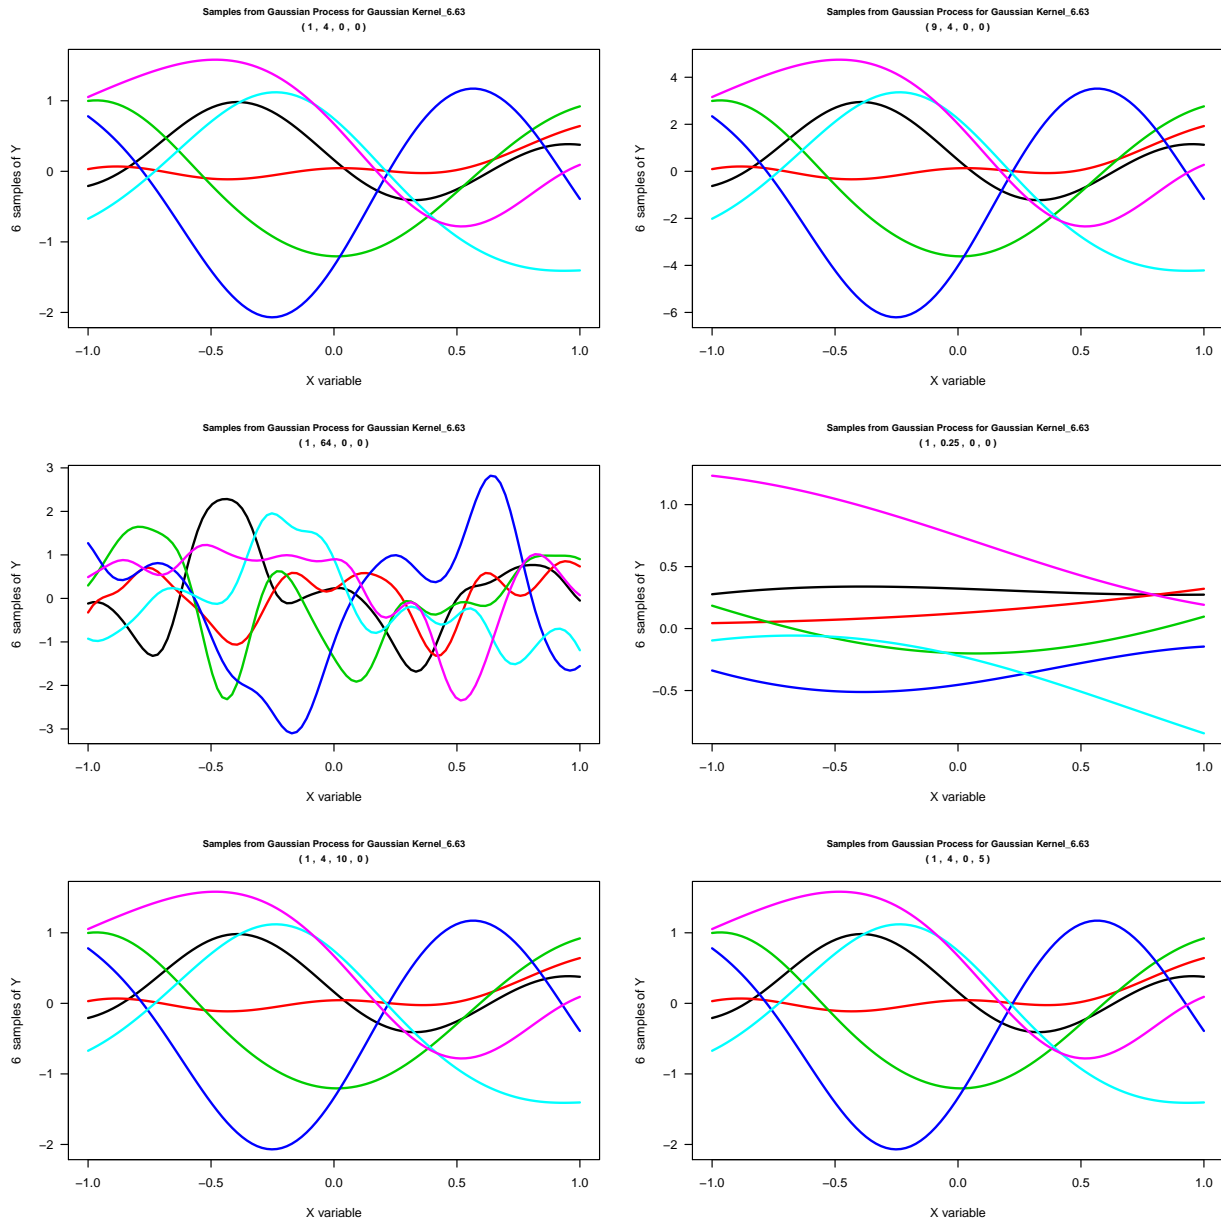 Samples from Gaussian Process for Gaussian Kernel_6.63
( 1 , 4 , 0 , 0 )
6 samples of Y
1
0
−1
−2
−1.0 −0.5 0.0 0.5 1.0
X variable
Samples from Gaussian Process for Gaussian Kernel_6.63
( 9 , 4 , 0 , 0 )
6 samples of Y
4
2
0
−2
−4
−6
−1.0 −0.5 0.0 0.5 1.0
X variable
Samples from Gaussian Process for Gaussian Kernel_6.63
( 1 , 64 , 0 , 0 )
6 samples of Y
3
2
1
0
−1
−2
−3
−1.0 −0.5 0.0 0.5 1.0
X variable
Samples from Gaussian Process for Gaussian Kernel_6.63
( 1 , 0.25 , 0 , 0 )
6 samples of Y
1.0
0.5
0.0
−0.5
−1.0 −0.5 0.0 0.5 1.0
X variable
Samples from Gaussian Process for Gaussian Kernel_6.63
( 1 , 4 , 10 , 0 )
6 samples of Y
1
0
−1
−2
−1.0 −0.5 0.0 0.5 1.0
X variable
Samples from Gaussian Process for Gaussian Kernel_6.63
( 1 , 4 , 0 , 5 )
6 samples of Y
1
0
−1
−2
−1.0 −0.5 0.0 0.5 1.0
X variable